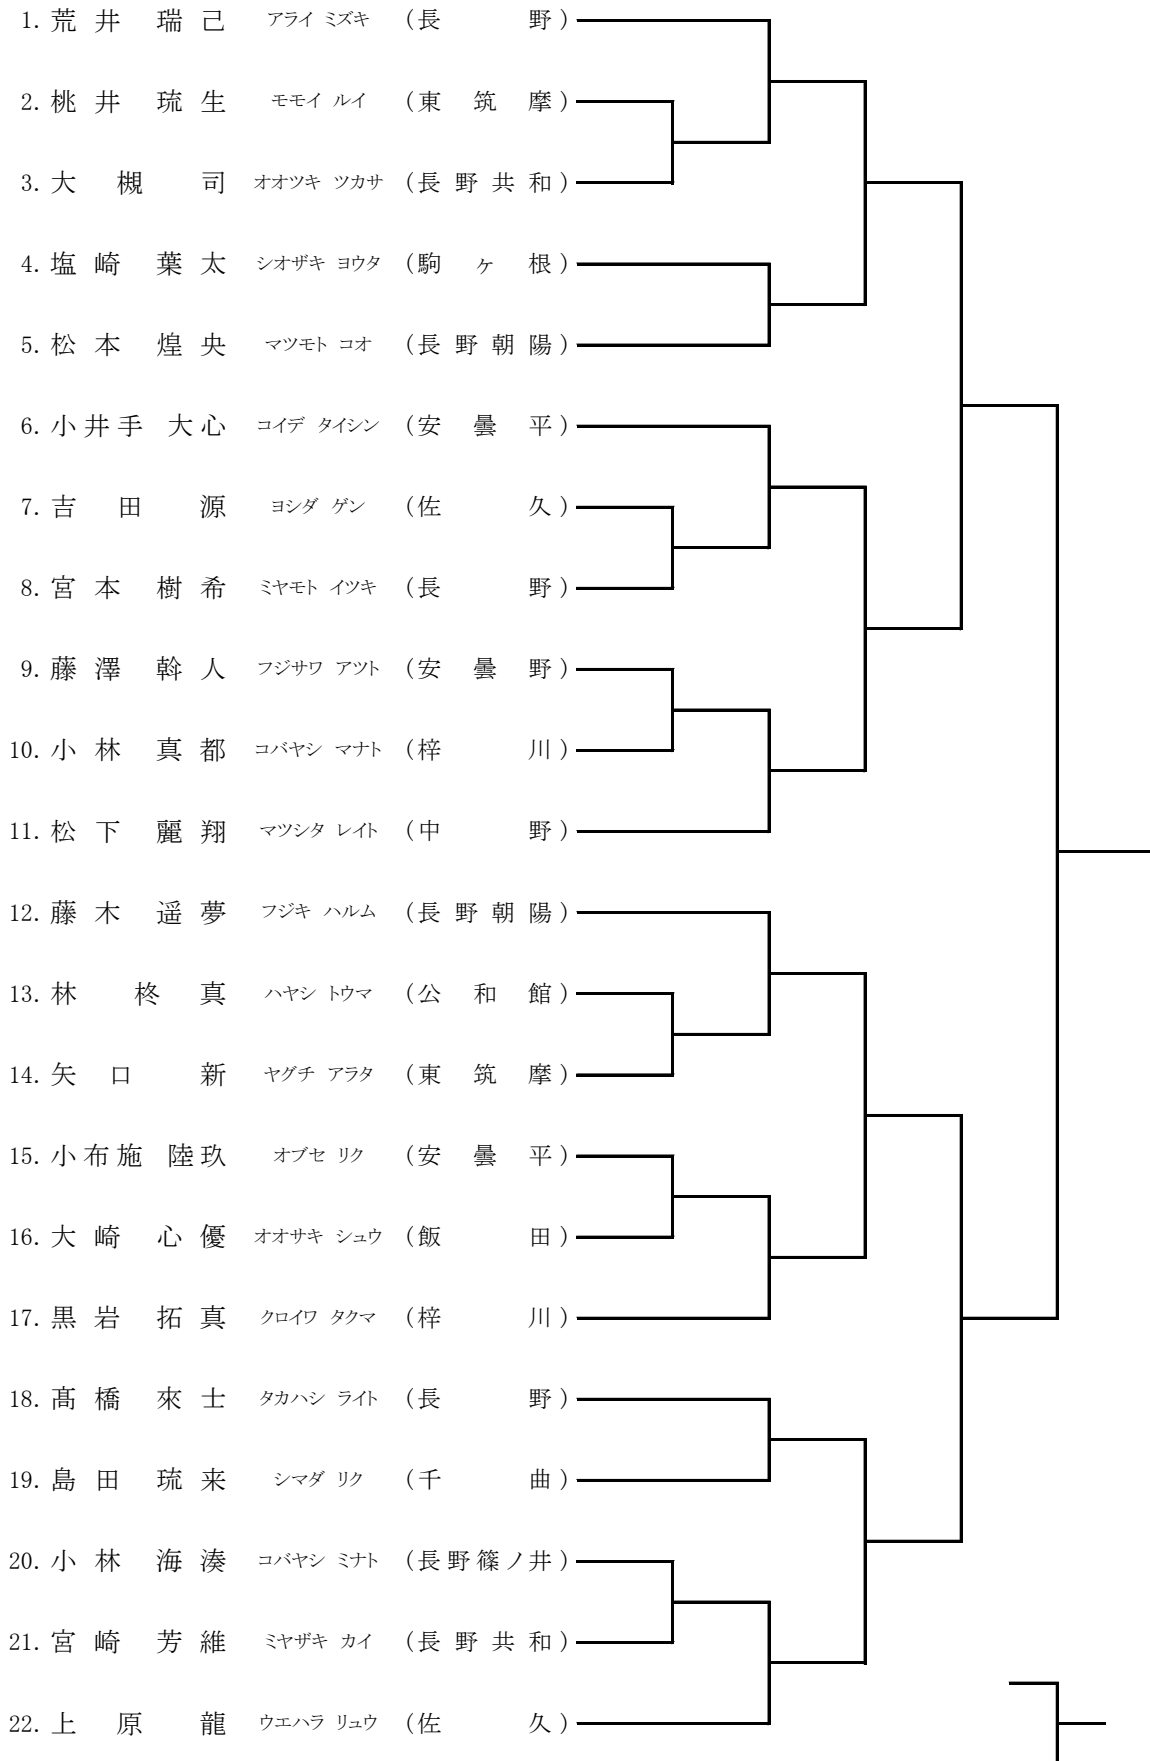 1. 荒井 瑞己 アライ ミズキ (長野)
2. 桃井 琉生 モモイ ルイ (東筑摩)
3. 大槻 司 オオツキ ツカサ (長野共和)
4. 塩崎 葉太 シオザキ ヨウタ (駒ヶ根)
5. 松本 煌央 マツモト コオ (長野朝陽)
6. 小井手 大心 コイデ タイシン (安曇平)
7. 吉田 源 ヨシダ ゲン (佐久)
8. 宮本 樹希 ミヤモト イツキ (長野)
9. 藤澤 斡人 フジサワ アツト (安曇野)
10. 小林 真都 コバヤシ マナト (梓川)
11. 松下 麗翔 マツシタ レイト (中野)
12. 藤木 遥夢 フジキ ハルム (長野朝陽)
13. 林 柊真 ハヤシ トウマ (公和館)
14. 矢口 新 ヤグチ アラタ (東筑摩)
15. 小布施 陸玖 オブセ リク (安曇平)
16. 大崎 心優 オオサキ シュウ (飯田)
17. 黒岩 拓真 クロイワ タクマ (梓川)
18. 髙橋 來士 タカハシ ライト (長野)
19. 島田 琉来 シマダ リク (千曲)
20. 小林 海湊 コバヤシ ミナト (長野篠ノ井)
21. 宮崎 芳維 ミヤザキ カイ (長野共和)
22. 上原 龍 ウエハラ リュウ (佐久)